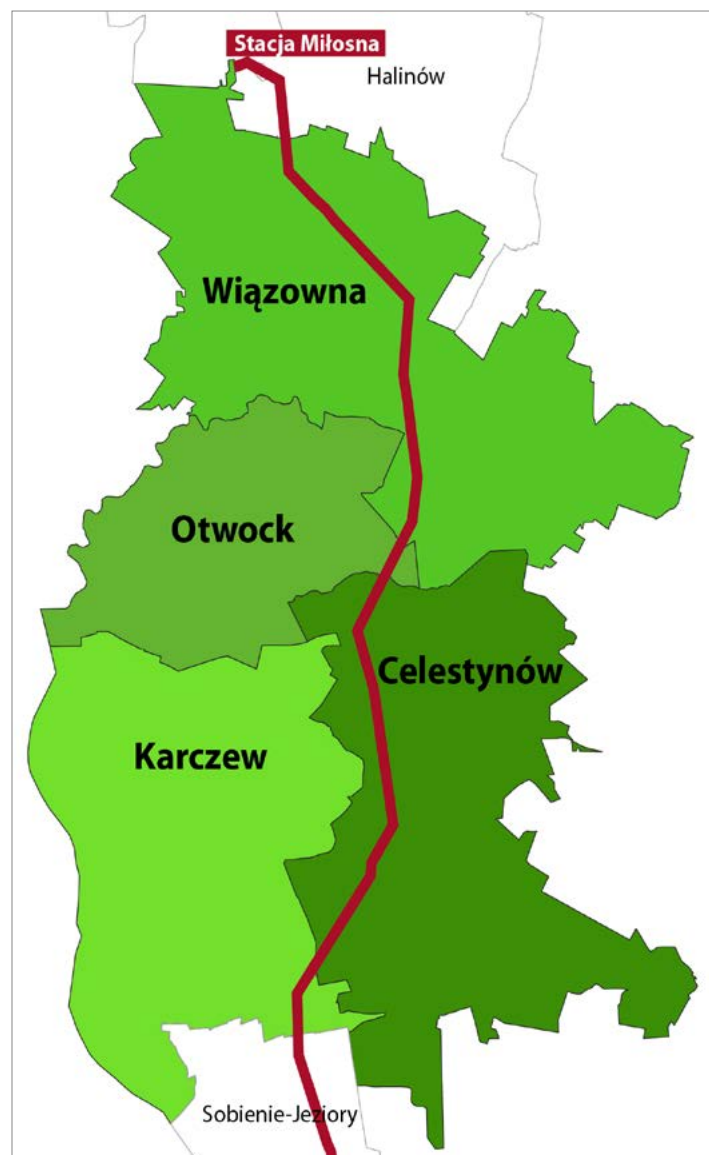 Stacja Miłosna
Halinów
Wiązowna
Otwock
Celestynów
Karczew
Sobienie-Jeziory